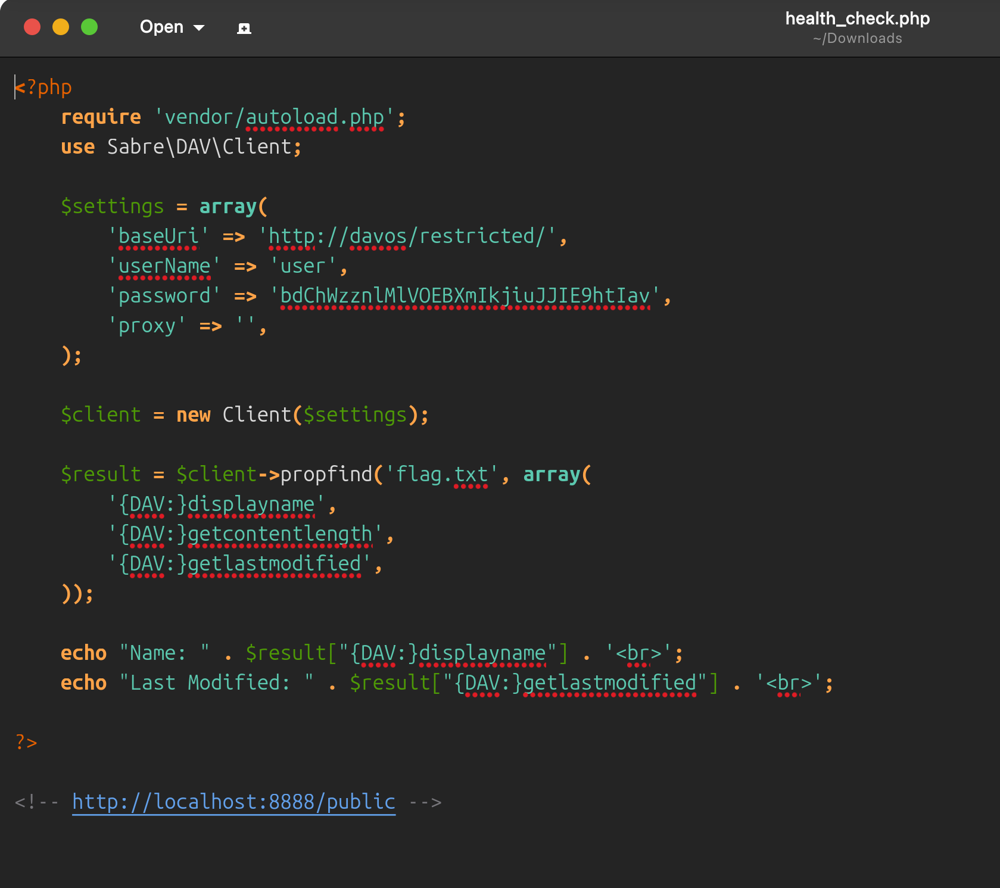 Open
health_check.php
~/Downloads
<?php
require 'vendor/autoload.php';
use Sabre\DAV\Client;
$settings = array(
'baseUri' => 'http://davos/restricted/',
'userName' => 'user',
'password' => 'bdChWzznlMlVOEBXmIkjiuJJIE9htIav',
'proxy' => '',
);
$client = new Client($settings);
$result = $client->propfind('flag.txt', array(
'{DAV:}displayname',
'{DAV:}getcontentlength',
'{DAV:}getlastmodified',
));
echo "Name: " . $result["{DAV:}displayname"] . '<br>';
echo "Last Modified: " . $result["{DAV:}getlastmodified"] . '<br>';
?>
<!-- http://localhost:8888/public -->